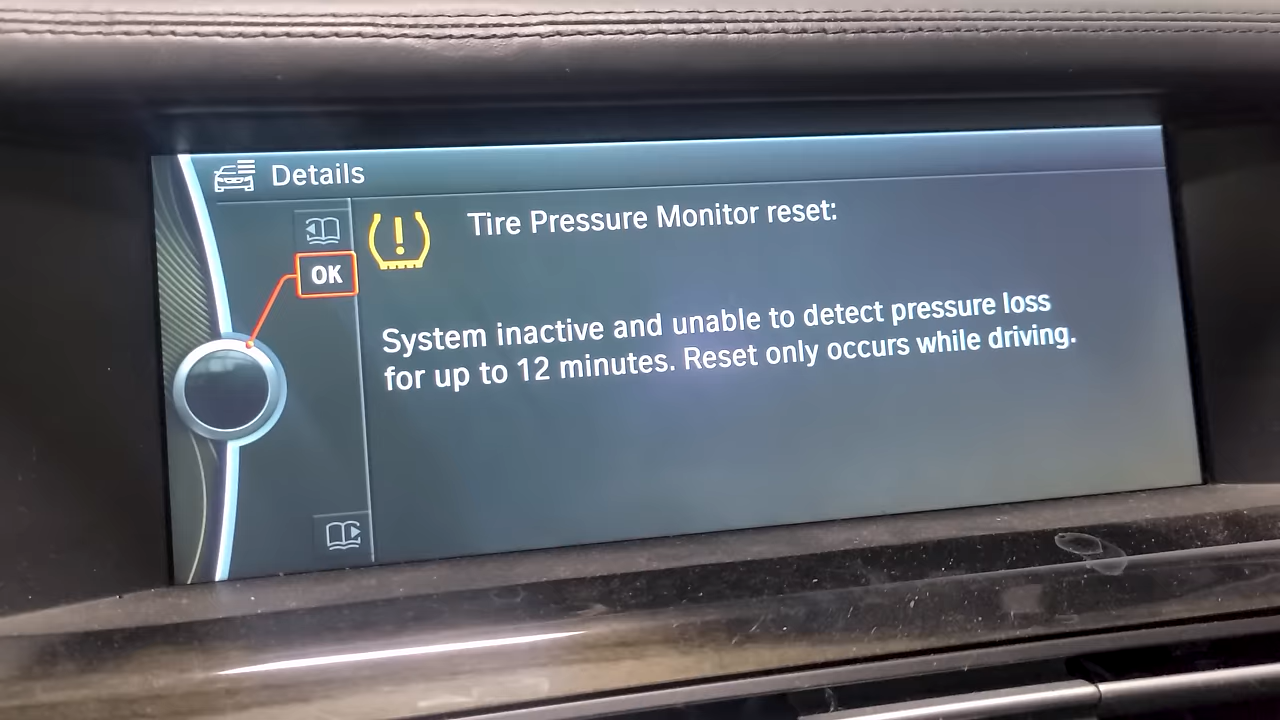 Details
Tire Pressure Monitor reset:
OK
System inactive and unable to detect pressure loss
for up to 12 minutes. Reset only occurs while driving.